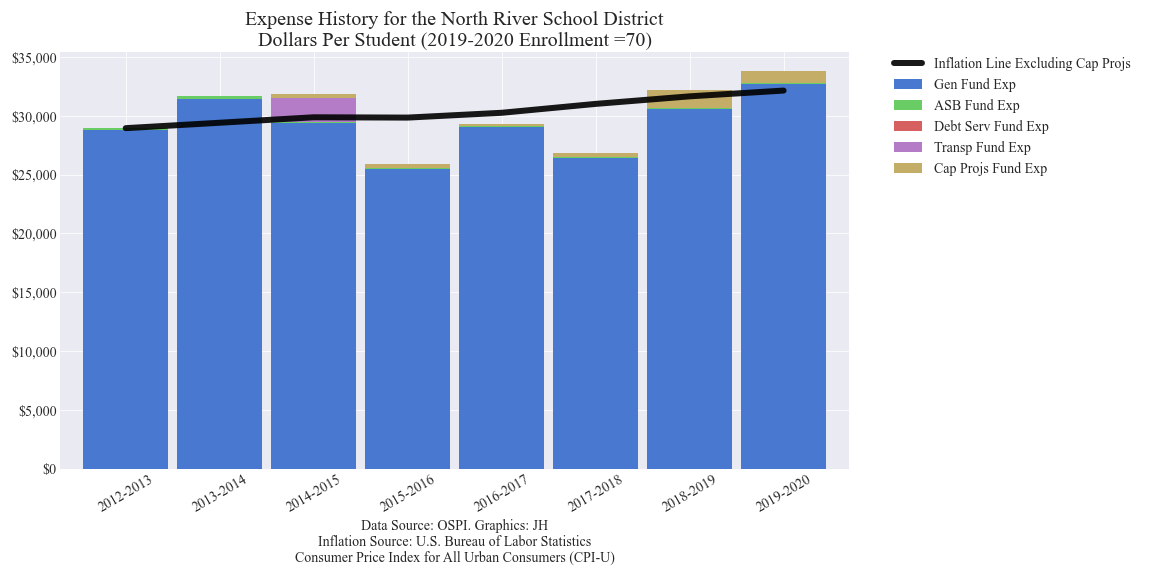 Expense History for the North River School District
Dollars Per Student (2019-2020 Enrollment =70)
$35,000
$30,000
$25,000
$20,000
$15,000
$10,000
$5,000
$0
2012-2013
2013-2014
2014-2015
2015-2016
2016-2017
2017-2018
2018-2019
2019-2020
Inflation Line Excluding Cap Projs
Gen Fund Exp
ASB Fund Exp
Debt Serv Fund Exp
Transp Fund Exp
Cap Projs Fund Exp
Data Source: OSPI. Graphics: JH
Inflation Source: U.S. Bureau of Labor Statistics
Consumer Price Index for All Urban Consumers (CPI-U)